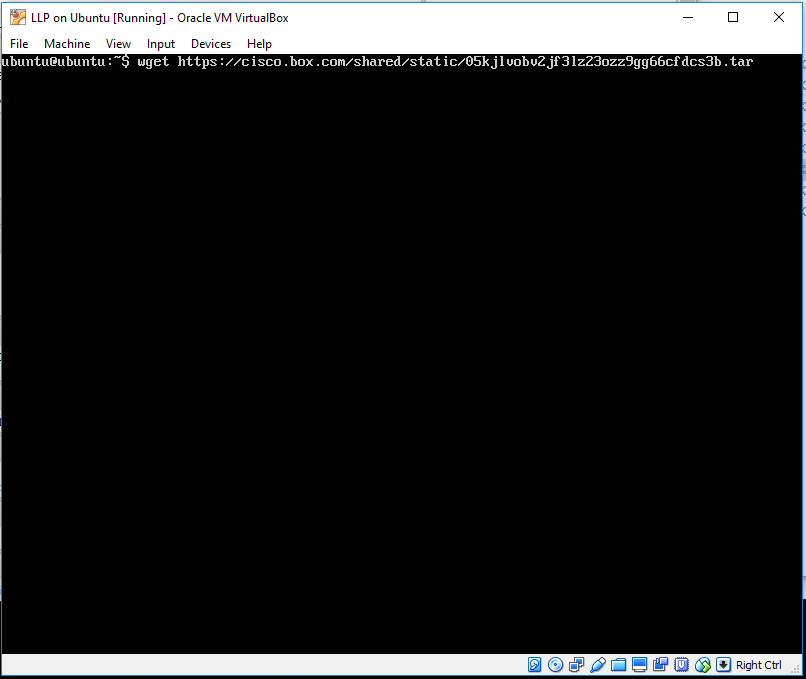 LLP on Ubuntu [Running] - Oracle VM VirtualBox
File Machine View Input Devices Help
ubuntu@ubuntu:~$ wget https://cisco.box.com/shared/static/05kjlvobv2jf3lz23ozz9gg66cfdcs3b.tar
Right Ctrl